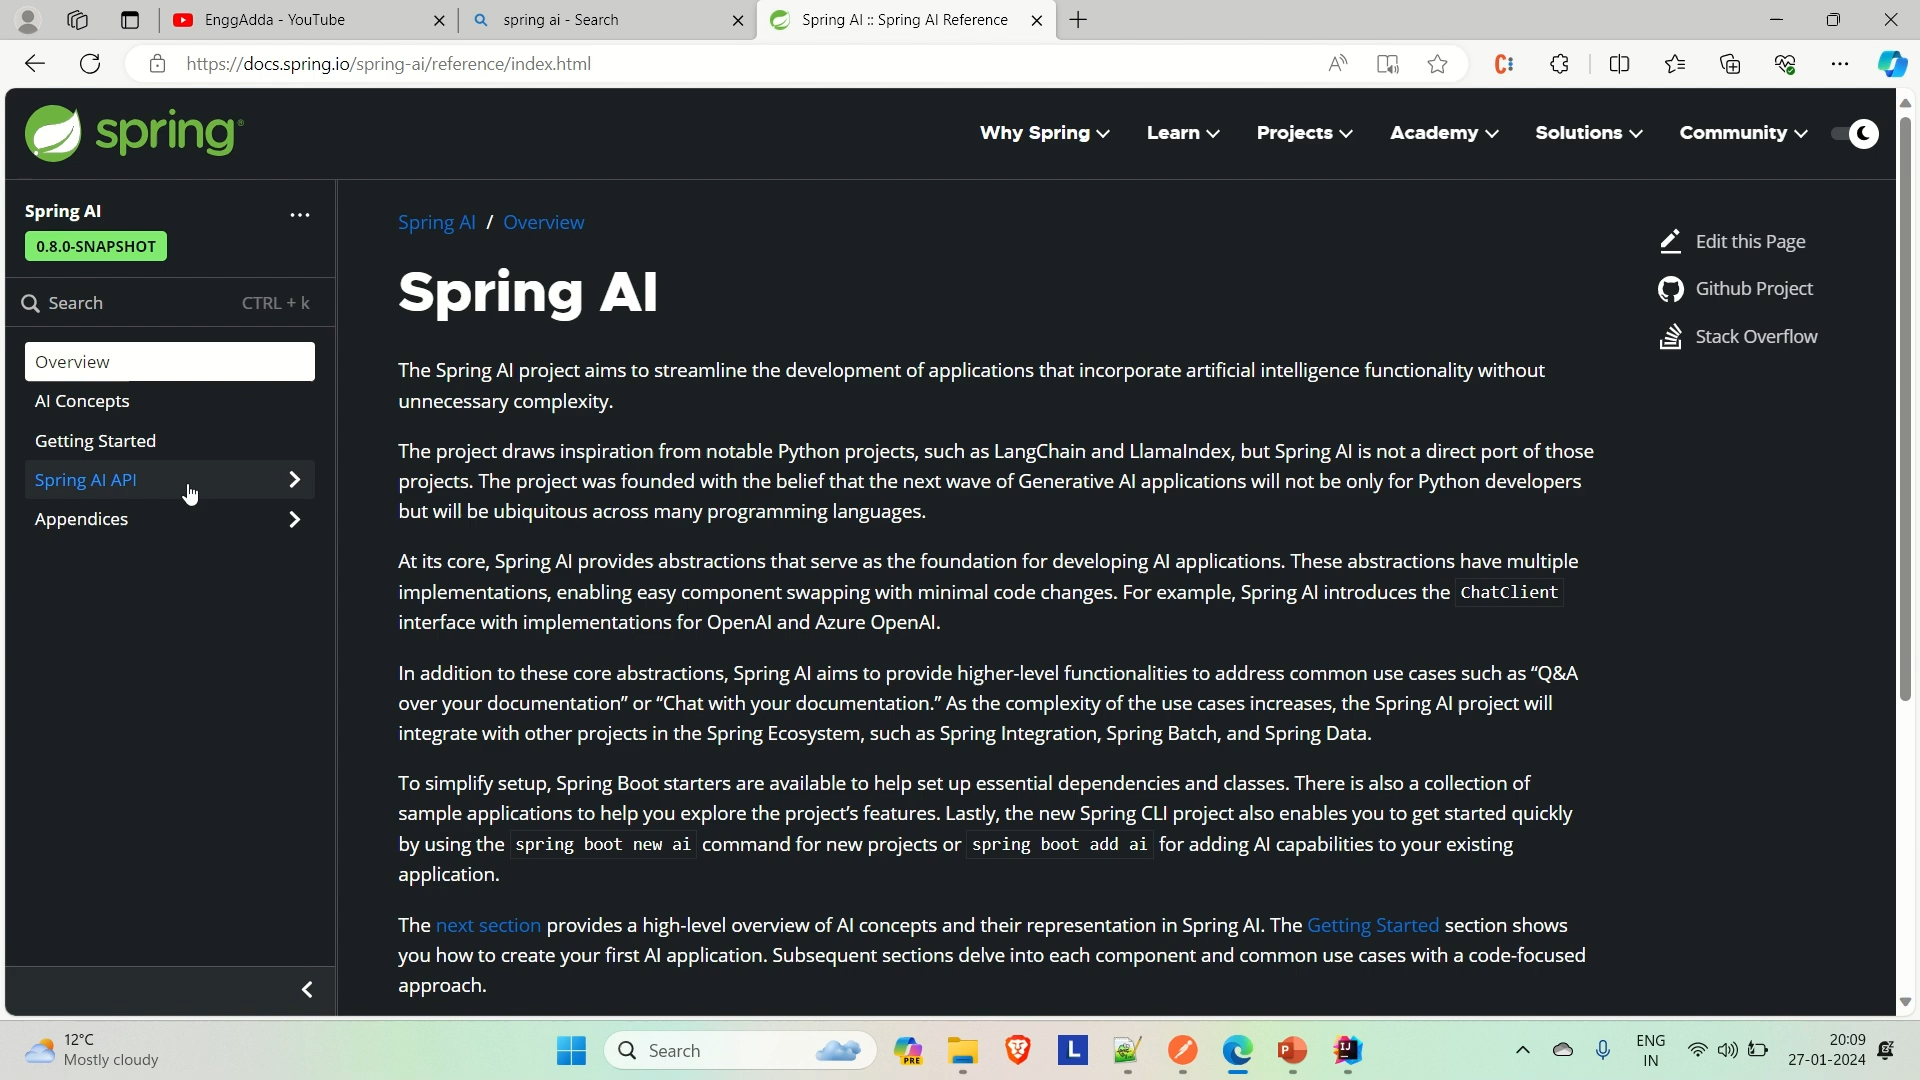 EnggAdda - YouTube
spring ai - Search
Spring AI :: Spring AI Reference
https://docs.spring.io/spring-ai/reference/index.html
spring
Why Spring
Learn
Projects
Academy
Solutions
Community
Spring AI
0.8.0-SNAPSHOT
Search CTRL + k
Overview
AI Concepts
Getting Started
Spring AI API
Appendices
Spring AI / Overview
Edit this Page
Github Project
Stack Overflow
Spring AI
The Spring AI project aims to streamline the development of applications that incorporate artificial intelligence functionality without
unnecessary complexity.
The project draws inspiration from notable Python projects, such as LangChain and LlamaIndex, but Spring AI is not a direct port of those
projects. The project was founded with the belief that the next wave of Generative AI applications will not be only for Python developers
but will be ubiquitous across many programming languages.
At its core, Spring AI provides abstractions that serve as the foundation for developing AI applications. These abstractions have multiple
implementations, enabling easy component swapping with minimal code changes. For example, Spring AI introduces the ChatClient
interface with implementations for OpenAI and Azure OpenAI.
In addition to these core abstractions, Spring AI aims to provide higher-level functionalities to address common use cases such as “Q&A
over your documentation” or “Chat with your documentation.” As the complexity of the use cases increases, the Spring AI project will
integrate with other projects in the Spring Ecosystem, such as Spring Integration, Spring Batch, and Spring Data.
To simplify setup, Spring Boot starters are available to help set up essential dependencies and classes. There is also a collection of
sample applications to help you explore the project’s features. Lastly, the new Spring CLI project also enables you to get started quickly
by using the spring boot new ai command for new projects or spring boot add ai for adding AI capabilities to your existing
application.
The next section provides a high-level overview of AI concepts and their representation in Spring AI. The Getting Started section shows
you how to create your first AI application. Subsequent sections delve into each component and common use cases with a code-focused
approach.
12°C
Mostly cloudy
Search
PRE
L
P
IJ
ENG
IN
20:09
27-01-2024